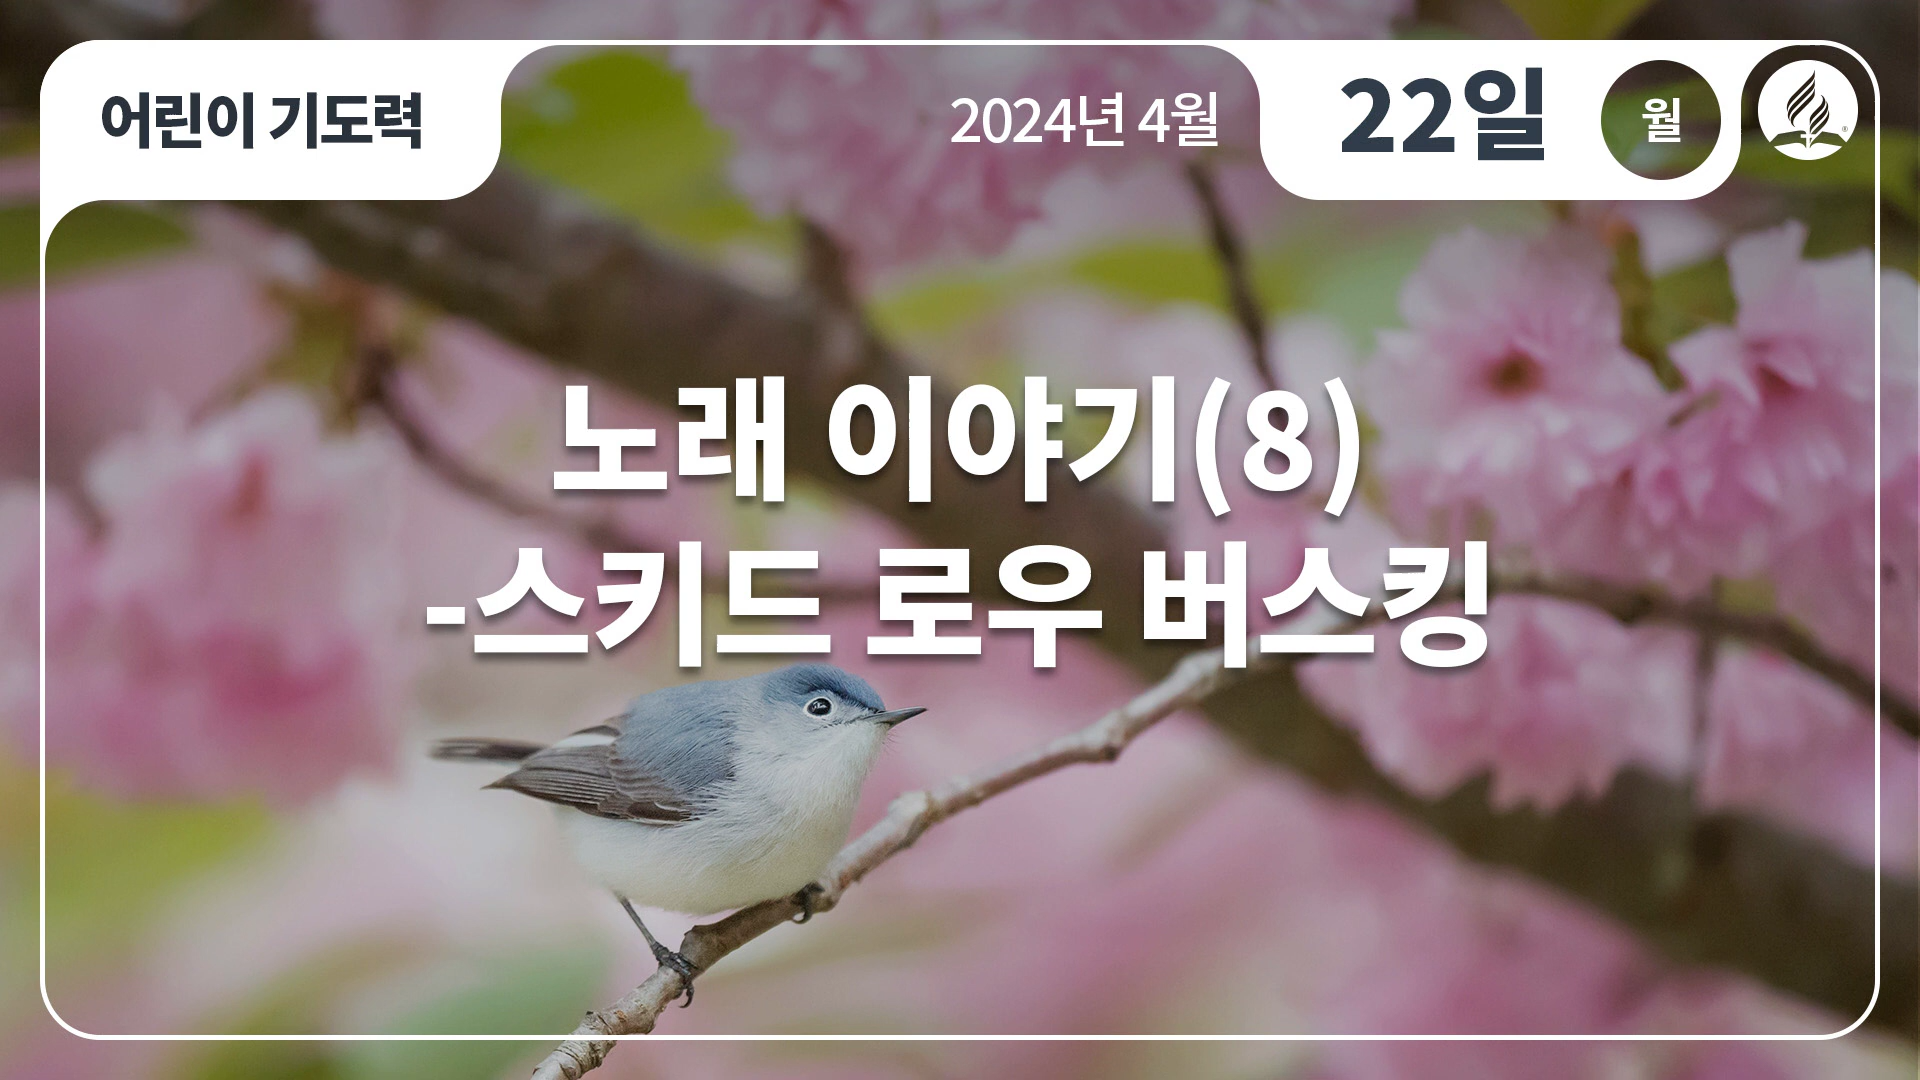 어린이 기도력
2024년 4월
22일
월
노래 이야기(8)
-스키드 로우 버스킹